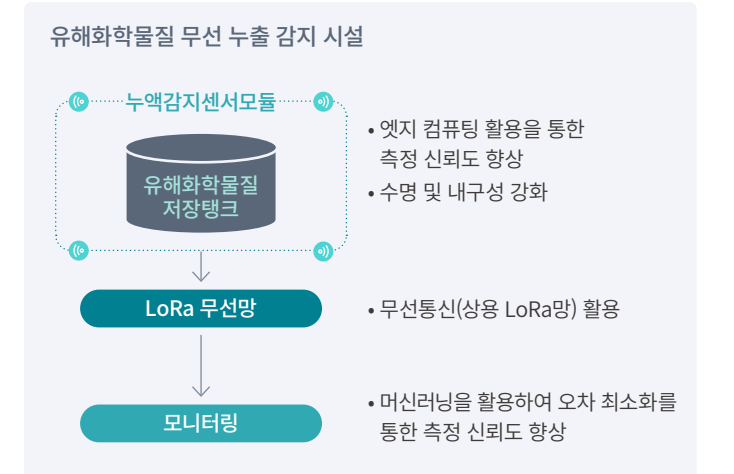 유해화학물질 무선 누출 감지 시설
누액감지센서모듈
유해화학물질
저장탱크
• 엣지 컴퓨팅 활용을 통한
측정 신뢰도 향상
• 수명 및 내구성 강화
LoRa 무선망
• 무선통신(상용 LoRa망) 활용
모니터링
• 머신러닝을 활용하여 오차 최소화를
통한 측정 신뢰도 향상